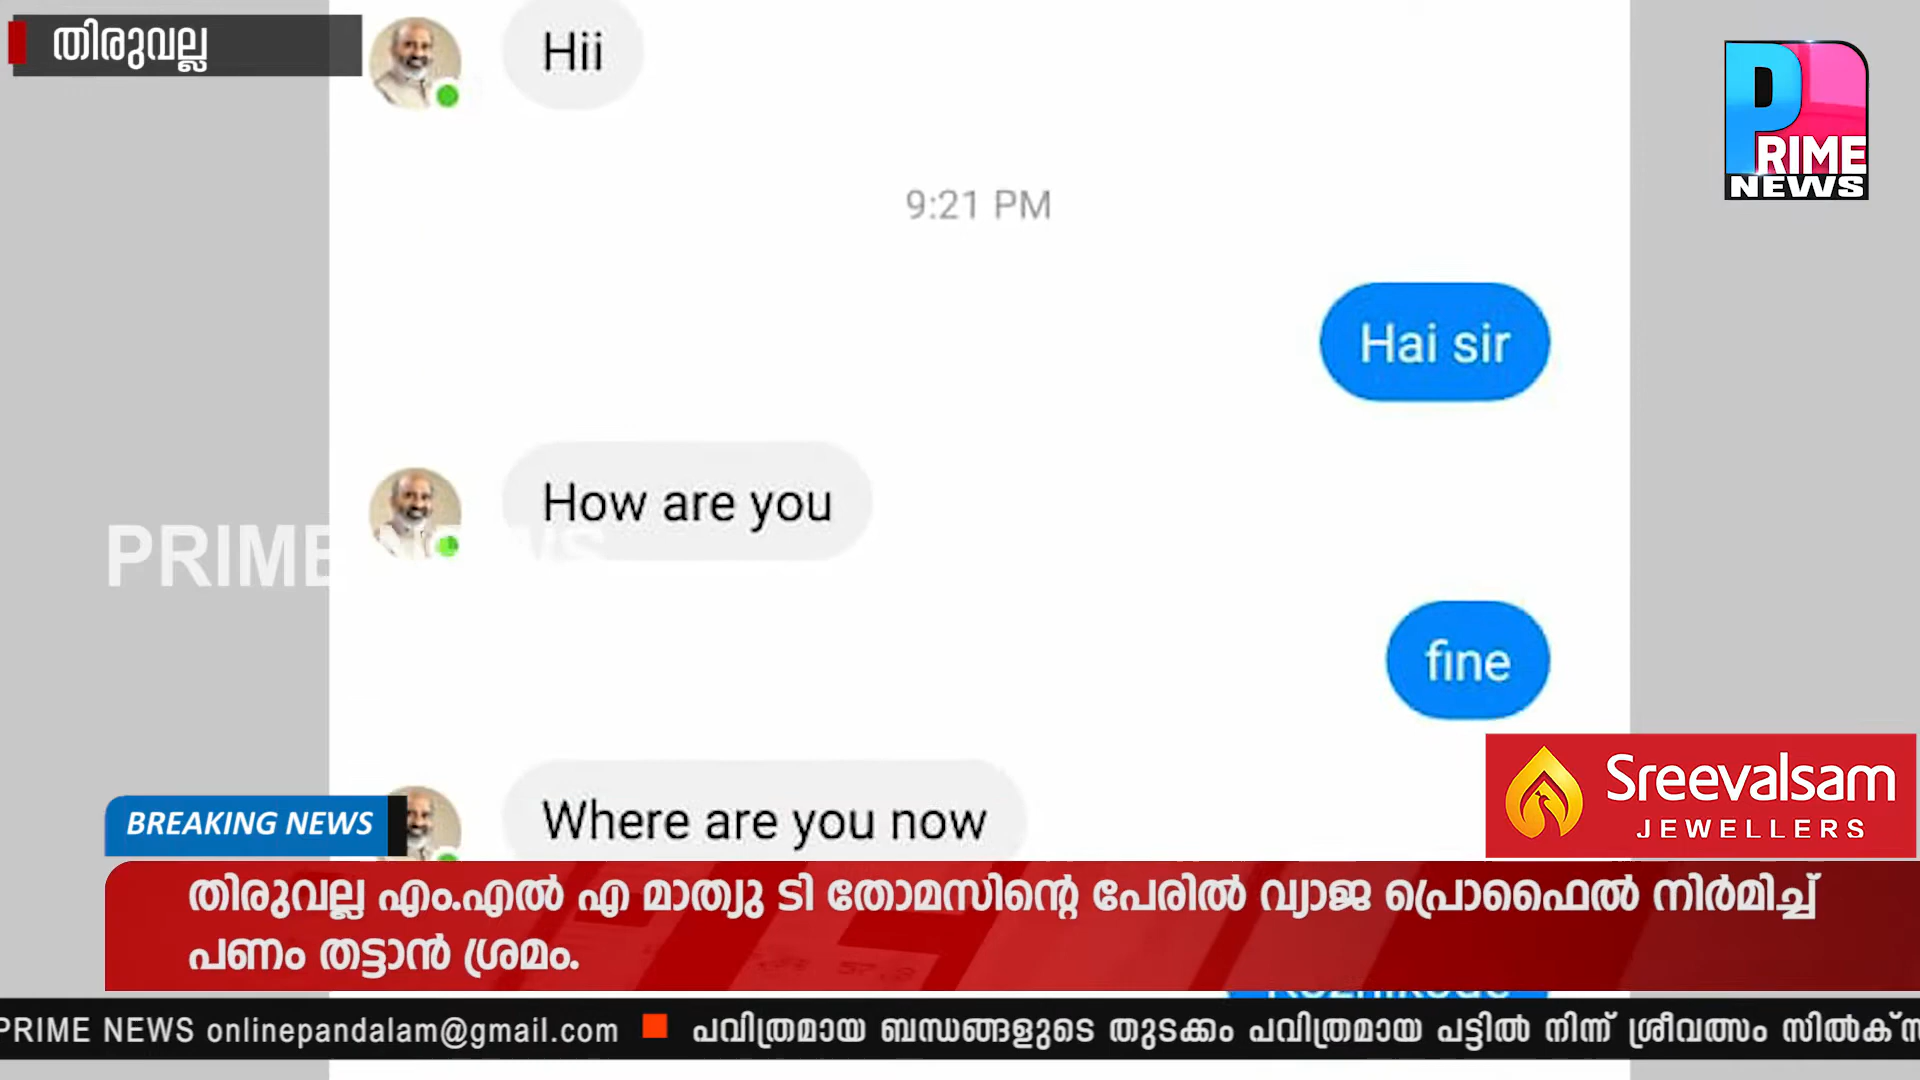 തിരുവല്ല
Hii
PRIME
NEWS
9:21 PM
Hai sir
How are you
PRIME NEWS
fine
Where are you now
Sreevalsam
JEWELLERS
BREAKING NEWS
തിരുവല്ല എം.എൽ എ മാത്യു ടി തോമസിന്റെ പേരിൽ വ്യാജ പ്രൊഫൈൽ നിർമിച്ച്
പണം തട്ടാൻ ശ്രമം.
PRIME NEWS onlinepandalam@gmail.com പവിത്രമായ ബന്ധങ്ങളുടെ തുടക്കം പവിത്രമായ പട്ടിൽ നിന്ന് ശ്രീവത്സം